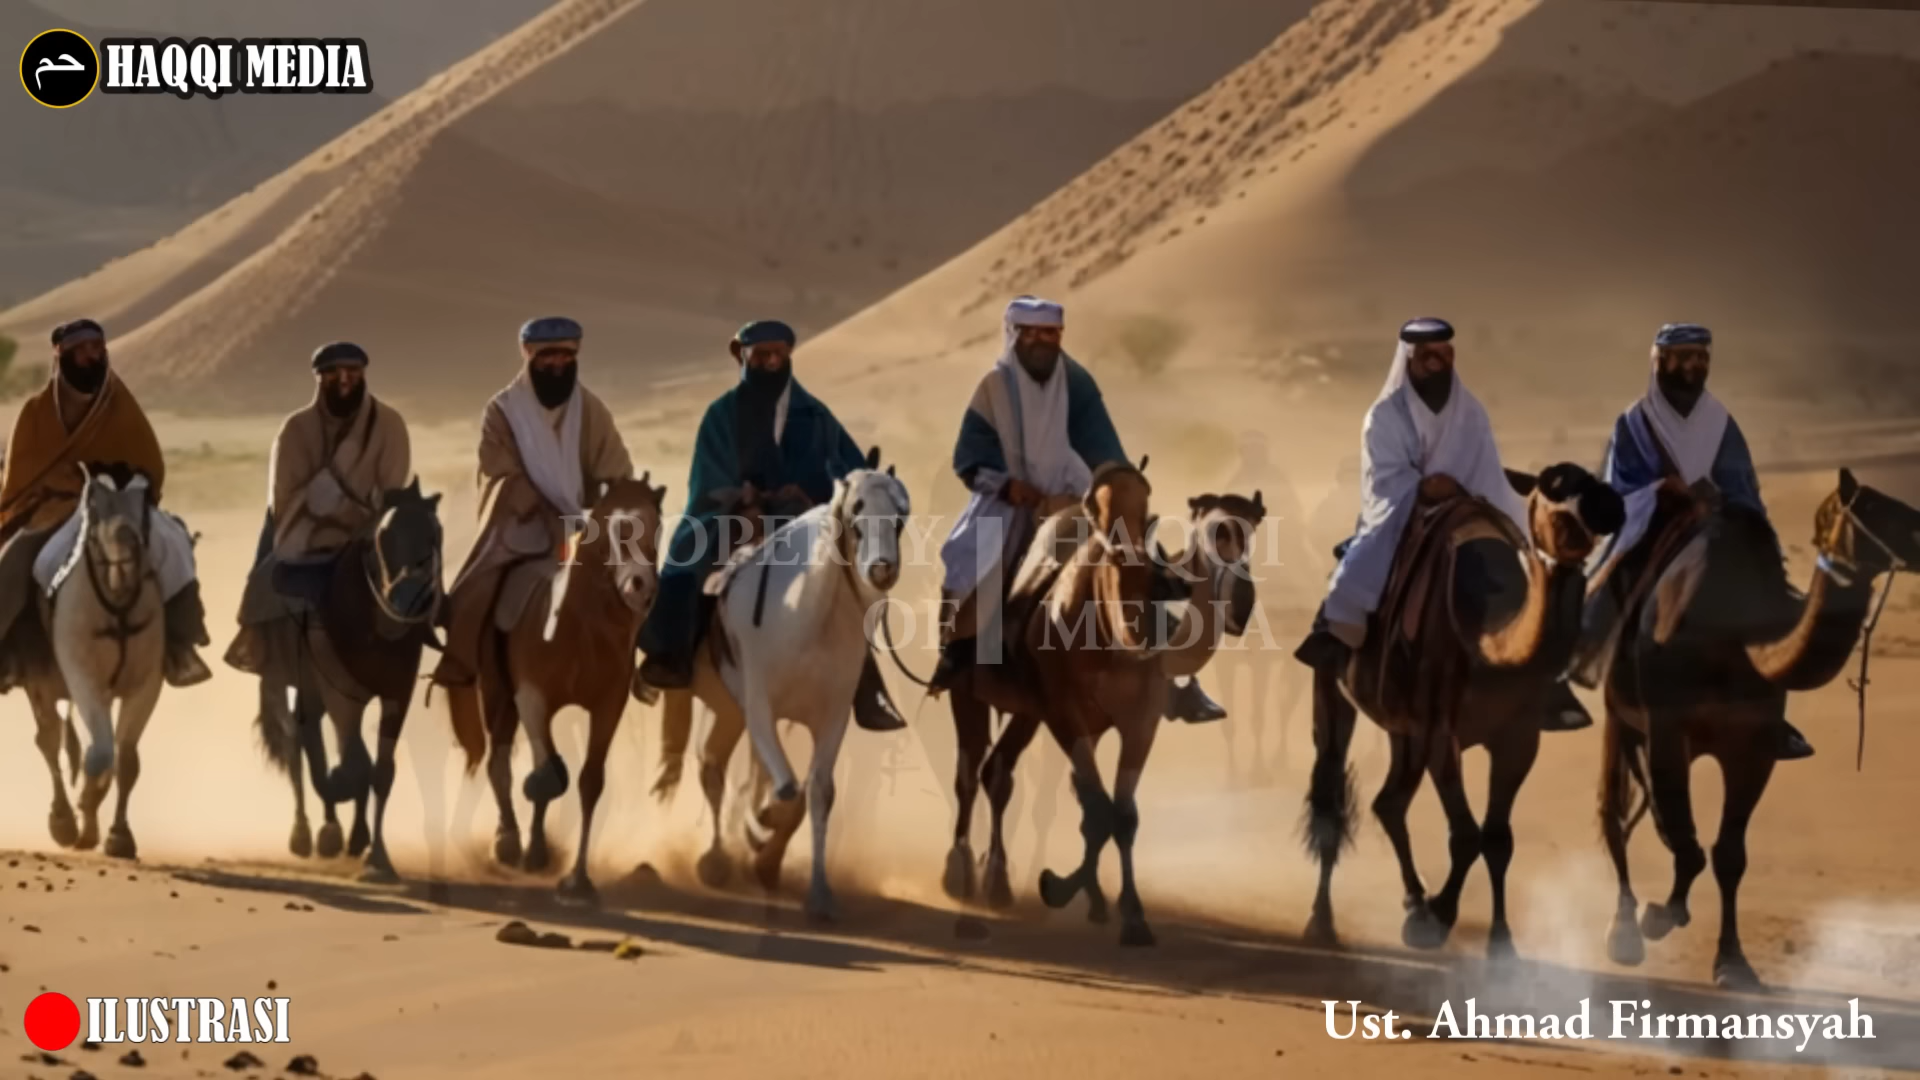 حم
HAQQI MEDIA
PROPERTY HAQQI
OF MEDIA
ILUSTRASI
Ust. Ahmad Firmansyah